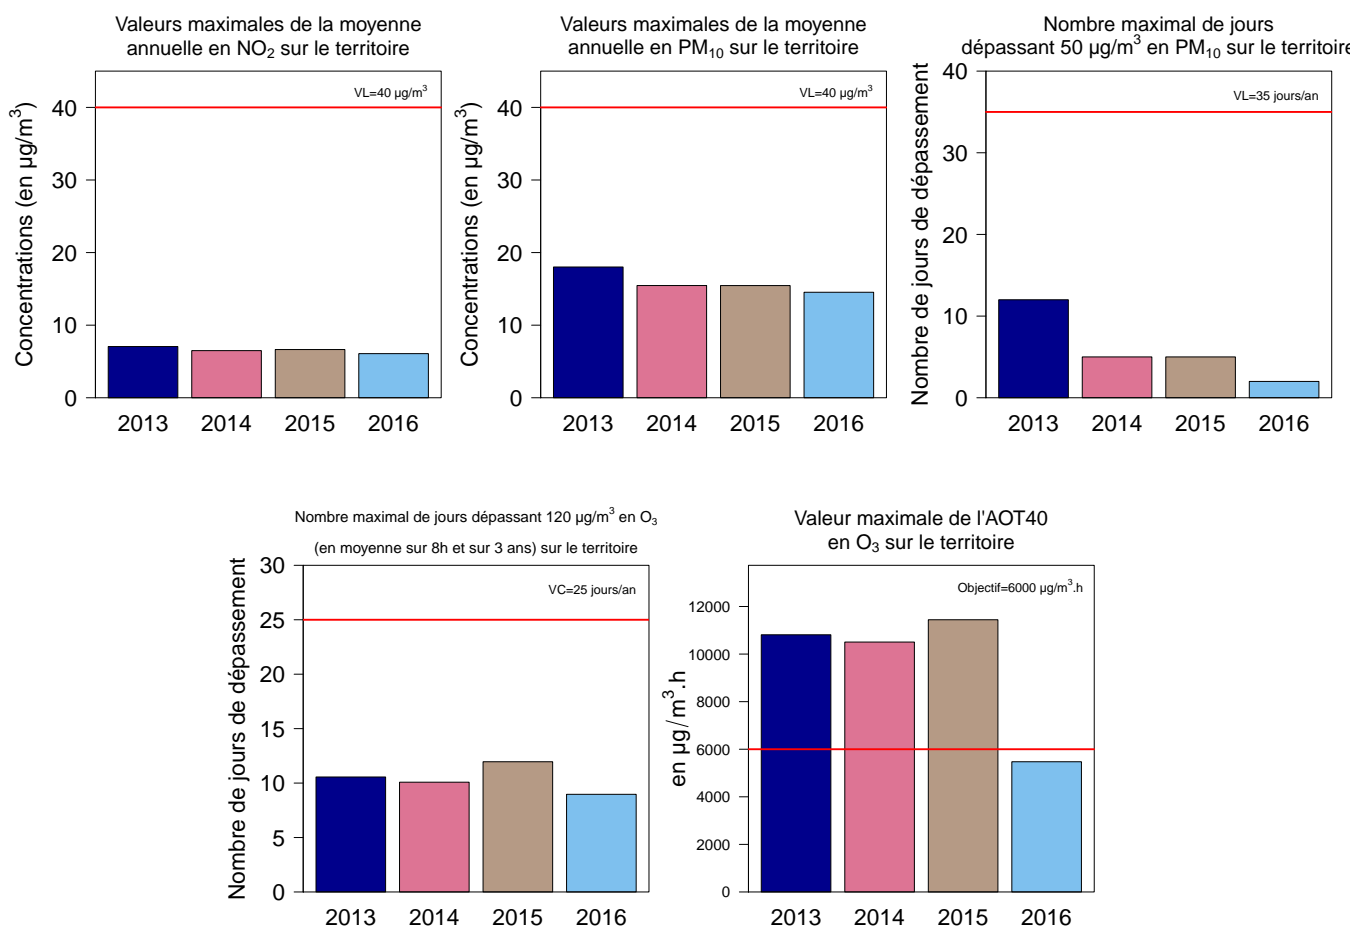 Valeurs maximales de la moyenne
annuelle en NO₂ sur le territoire
Concentrations (en µg/m³)
VL=40 µg/m³
40
30
20
10
0
2013 2014 2015 2016
Valeurs maximales de la moyenne
annuelle en PM₁₀ sur le territoire
Concentrations (en µg/m³)
VL=40 µg/m³
40
30
20
10
0
2013 2014 2015 2016
Nombre maximal de jours
dépassant 50 µg/m³ en PM₁₀ sur le territoire
Nombre de jours de dépassement
VL=35 jours/an
40
30
20
10
0
2013 2014 2015 2016
Nombre maximal de jours dépassant 120 µg/m³ en O₃
(en moyenne sur 8h et sur 3 ans) sur le territoire
Nombre de jours de dépassement
VC=25 jours/an
30
25
20
15
10
5
0
2013 2014 2015 2016
Valeur maximale de l'AOT40
en O₃ sur le territoire
en µg/m³.h
Objectif=6000 µg/m³.h
12000
10000
8000
6000
4000
2000
0
2013 2014 2015 2016